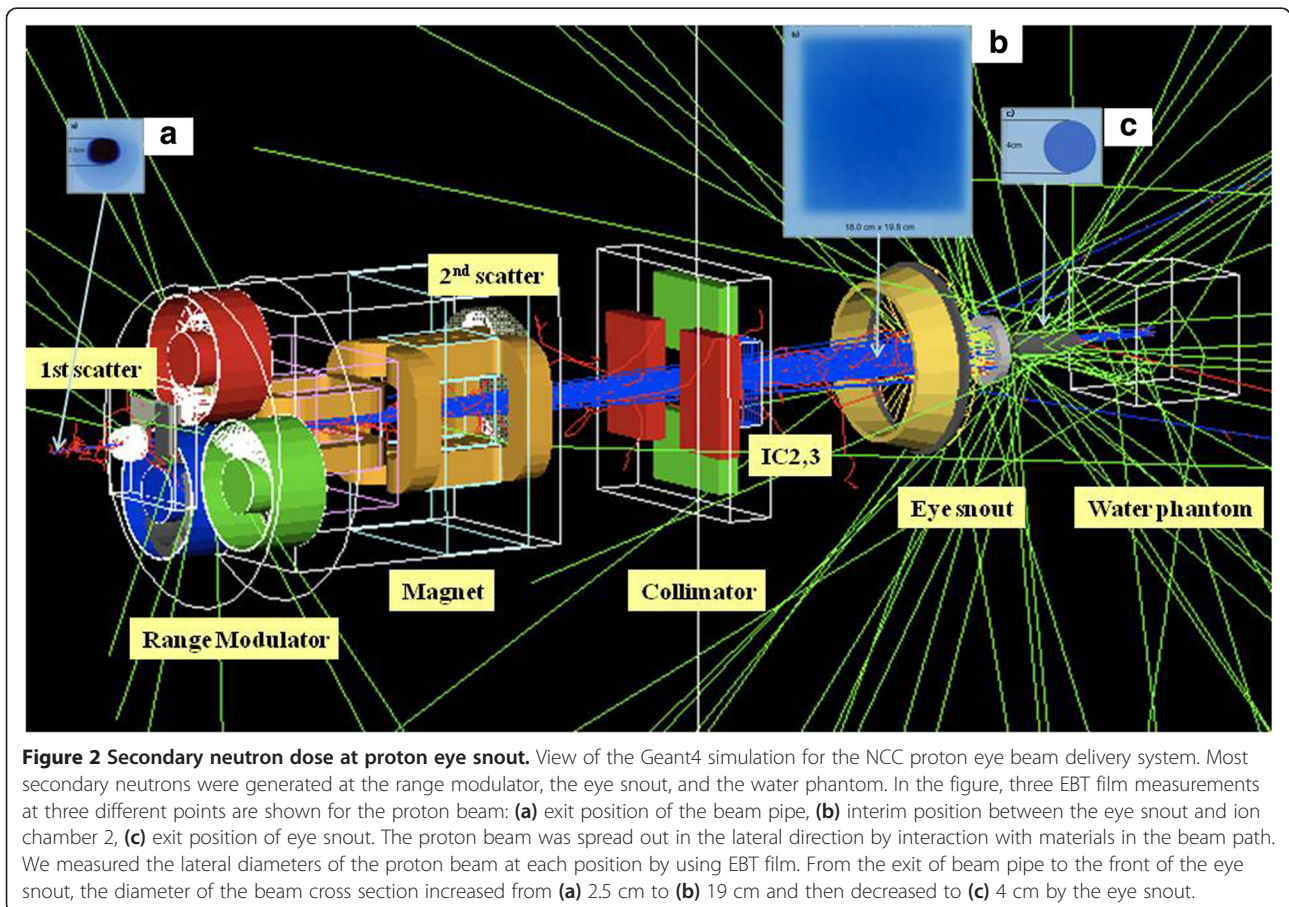 a)
a
2.5cm
b)
b
18.0 cm x 19.8 cm
c)
c
4cm
2nd scatter
1st scatter
IC2,3
Eye snout
Water phantom
Magnet
Collimator
Range Modulator
Figure 2 Secondary neutron dose at proton eye snout. View of the Geant4 simulation for the NCC proton eye beam delivery system. Most
secondary neutrons were generated at the range modulator, the eye snout, and the water phantom. In the figure, three EBT film measurements
at three different points are shown for the proton beam: (a) exit position of the beam pipe, (b) interim position between the eye snout and ion
chamber 2, (c) exit position of eye snout. The proton beam was spread out in the lateral direction by interaction with materials in the beam path.
We measured the lateral diameters of the proton beam at each position by using EBT film. From the exit of beam pipe to the front of the eye
snout, the diameter of the beam cross section increased from (a) 2.5 cm to (b) 19 cm and then decreased to (c) 4 cm by the eye snout.